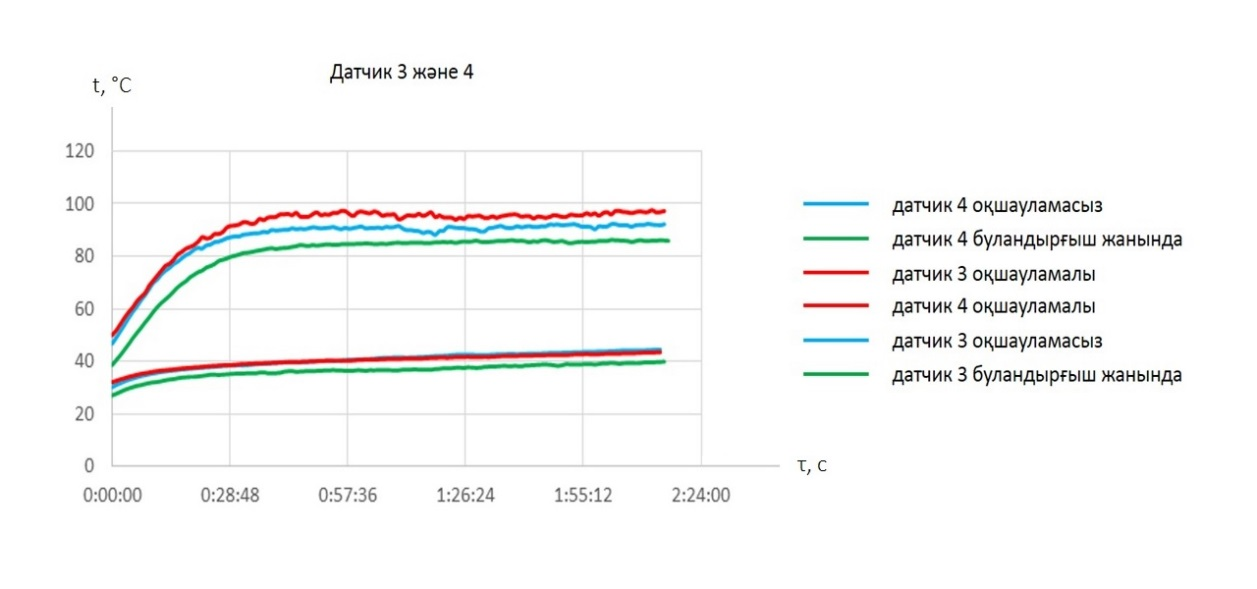 Датчик 3 және 4
t, °C
120
100
80
60
40
20
0
0:00:00 0:28:48 0:57:36 1:26:24 1:55:12 2:24:00
τ, c
датчик 4 оқшауламасыз
датчик 4 буландырғыш жанында
датчик 3 оқшауламалы
датчик 4 оқшауламалы
датчик 3 оқшауламасыз
датчик 3 буландырғыш жанында